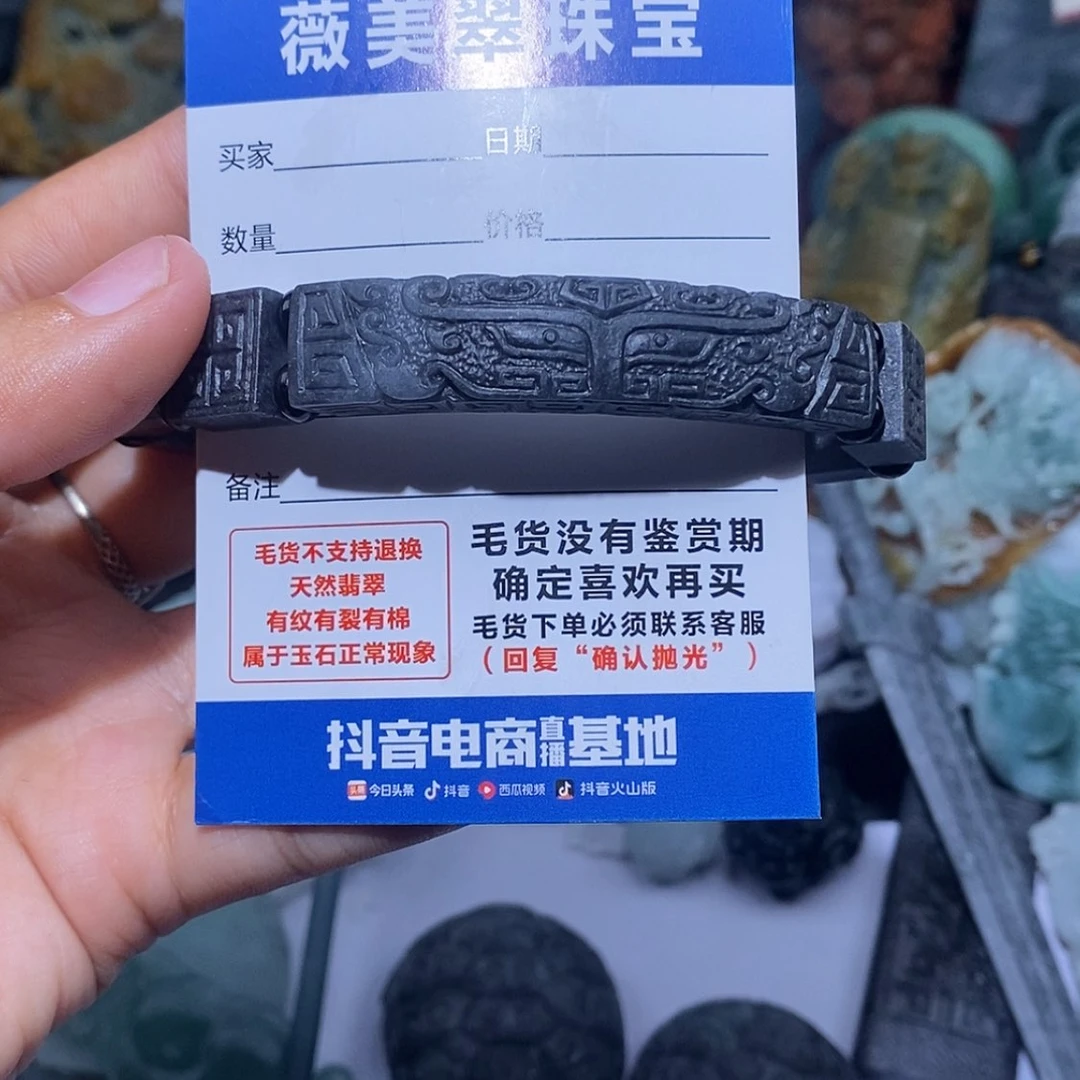 薇美翠珠宝
买家 日期
数量 价格
备注
毛货不支持退换
天然翡翠
有纹有裂有棉
属于玉石正常现象
毛货没有鉴赏期
确定喜欢再买
毛货下单必须联系客服
（回复“确认抛光”）
抖音电商直播基地
头条 今日头条 抖音 西瓜视频 抖音火山版